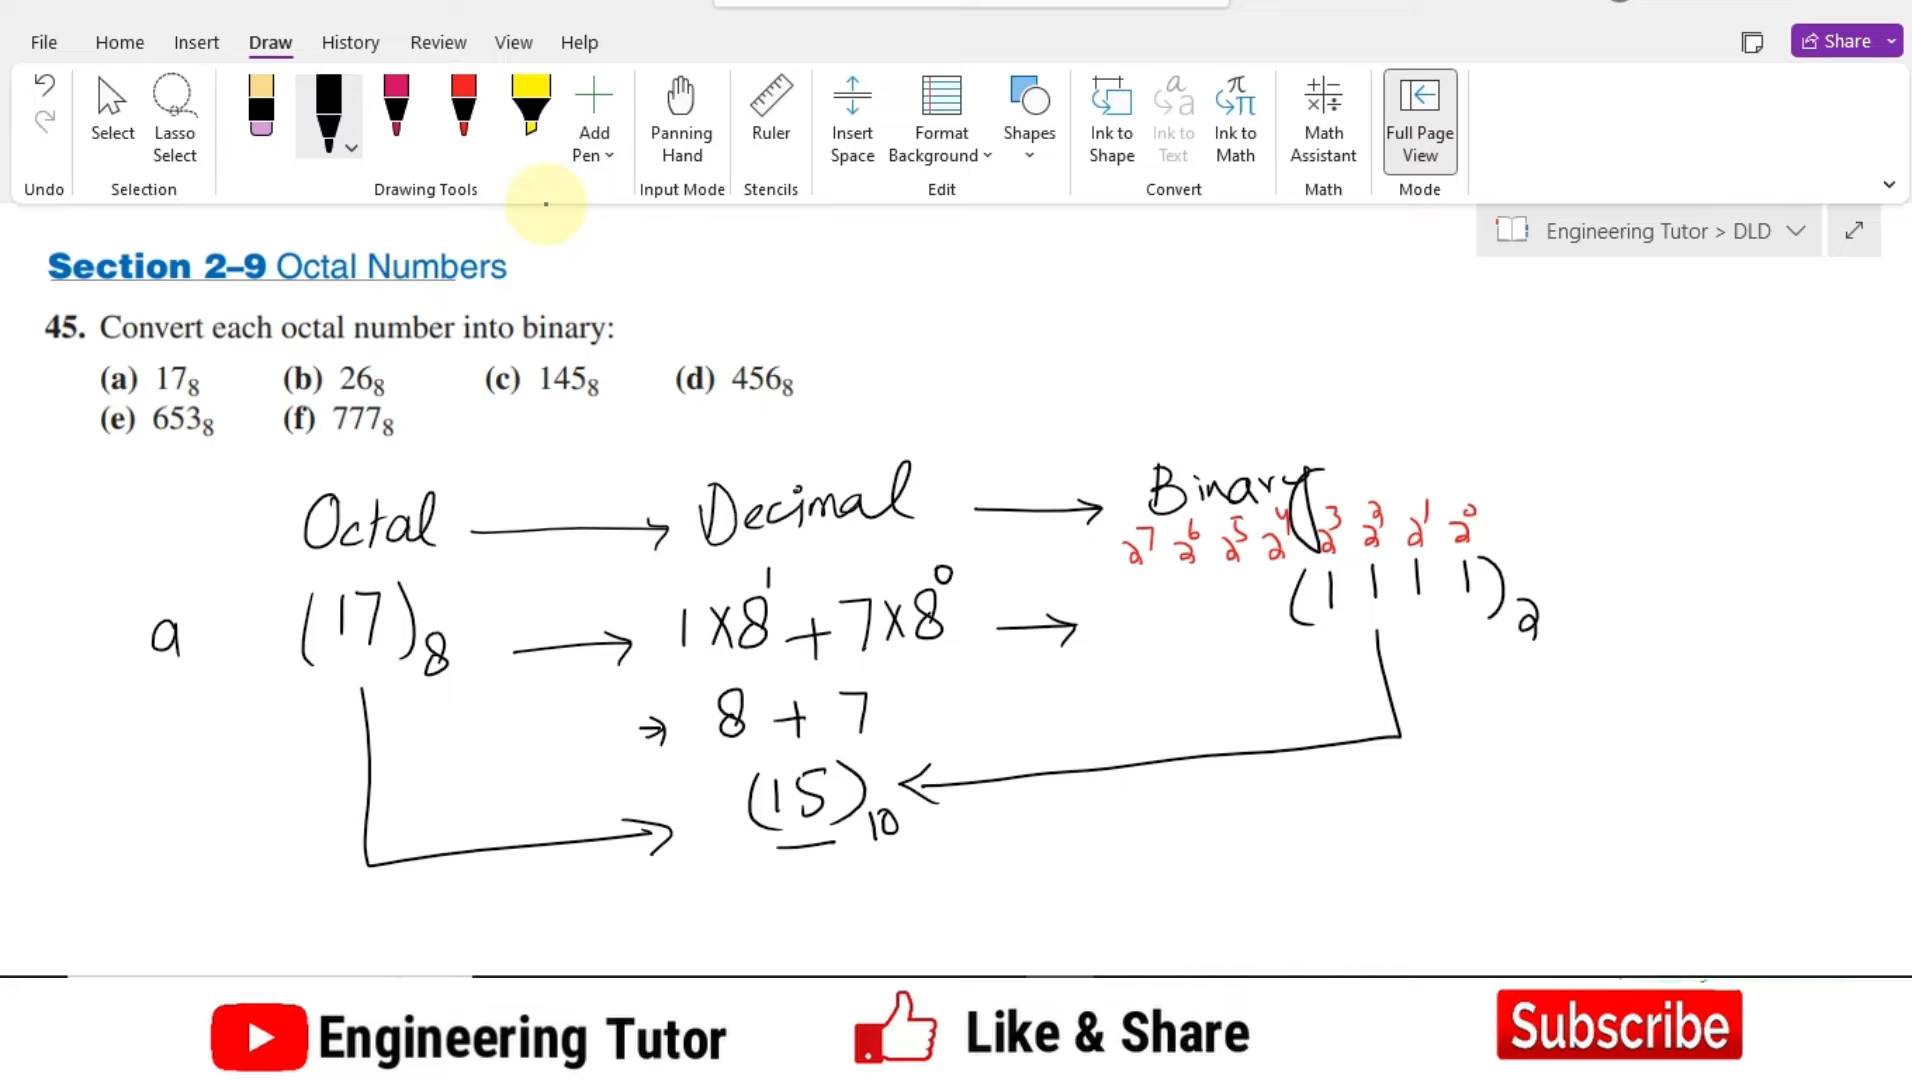 File Home Insert Draw History Review View Help Share
Select Lasso Select Add Pen Panning Hand Ruler Insert Space Format Background Shapes Ink to Shape Ink to Text Ink to Math Math Assistant Full Page View
Undo Selection Drawing Tools Input Mode Stencils Edit Convert Math Mode
Engineering Tutor > DLD
Section 2–9 Octal Numbers
45. Convert each octal number into binary:
(a) 17₈ (b) 26₈ (c) 145₈ (d) 456₈
(e) 653₈ (f) 777₈
Octal → Decimal → Binary
2⁷ 2⁶ 2⁵ 2⁴ 2³ 2² 2¹ 2⁰
a (17)₈ → 1×8¹ + 7×8⁰ → (1 1 1 1)₂
⇒ 8 + 7
(15)₁₀
Engineering Tutor Like & Share Subscribe